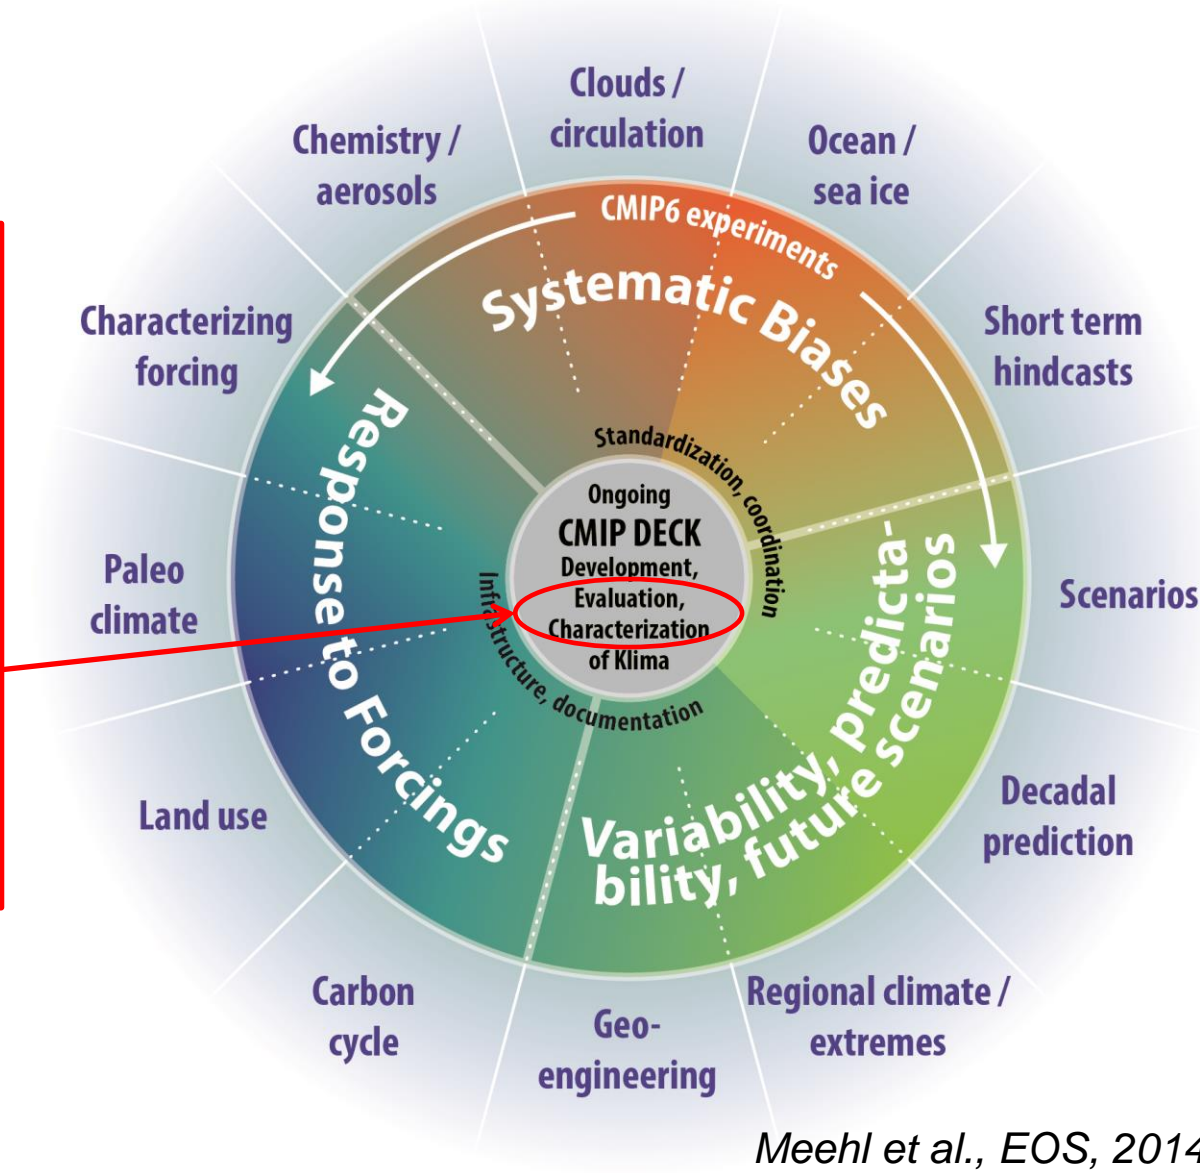 Clouds /
circulation
Chemistry /
aerosols
Ocean /
sea ice
CMIP6 experiments
Systematic Biases
Characterizing
forcing
Short term
hindcasts
Standardization, coordination
Ongoing
CMIP DECK
Development,
Evaluation,
Characterization
of Klima
Infrastructure, documentation
Response to Forcings
Variability, predicta-
bility, future scenarios
Paleo
climate
Scenarios
Land use
Decadal
prediction
Carbon
cycle
Geo-
engineering
Regional climate /
extremes
Meehl et al., EOS, 2014